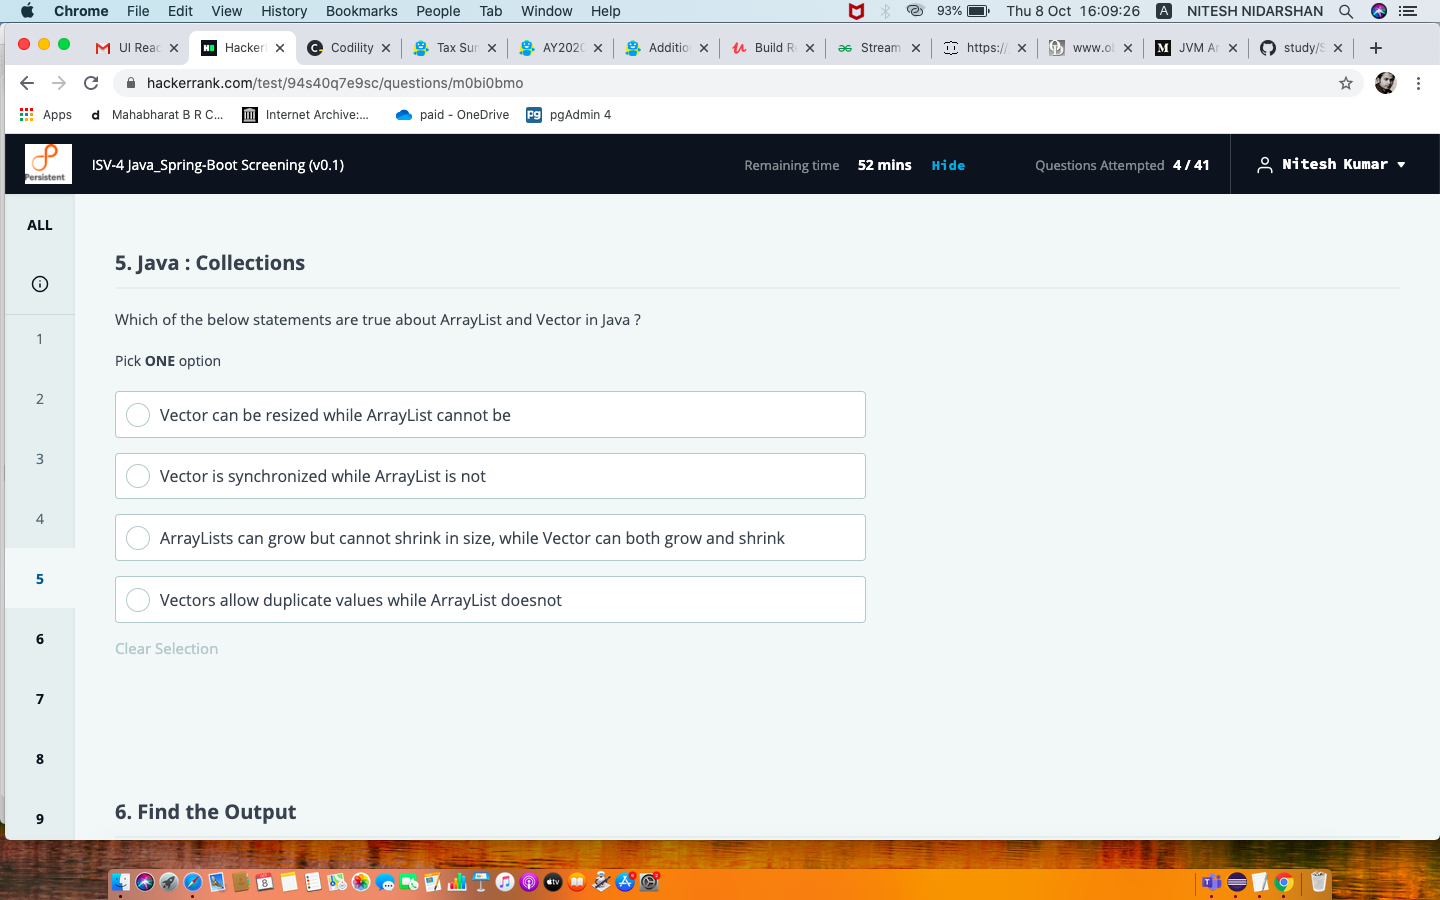 Chrome File Edit View History Bookmarks People Tab Window Help 93% Thu 8 Oct 16:09:26 A NITESH NIDARSHAN
UI Reac Hacker Codility Tax Sur AY202 Additio Build R Stream https:// www.o JVM Ar study/S
hackerrank.com/test/94s40q7e9sc/questions/m0bi0bmo
Apps d Mahabharat B R C... Internet Archive:... paid - OneDrive pg pgAdmin 4
Persistent ISV-4 Java_Spring-Boot Screening (v0.1) Remaining time 52 mins Hide Questions Attempted 4 / 41 Nitesh Kumar
ALL
5. Java : Collections
1
Which of the below statements are true about ArrayList and Vector in Java ?
Pick ONE option
2
Vector can be resized while ArrayList cannot be
3
Vector is synchronized while ArrayList is not
4
ArrayLists can grow but cannot shrink in size, while Vector can both grow and shrink
5
Vectors allow duplicate values while ArrayList doesnot
6
Clear Selection
7
8
9
6. Find the Output